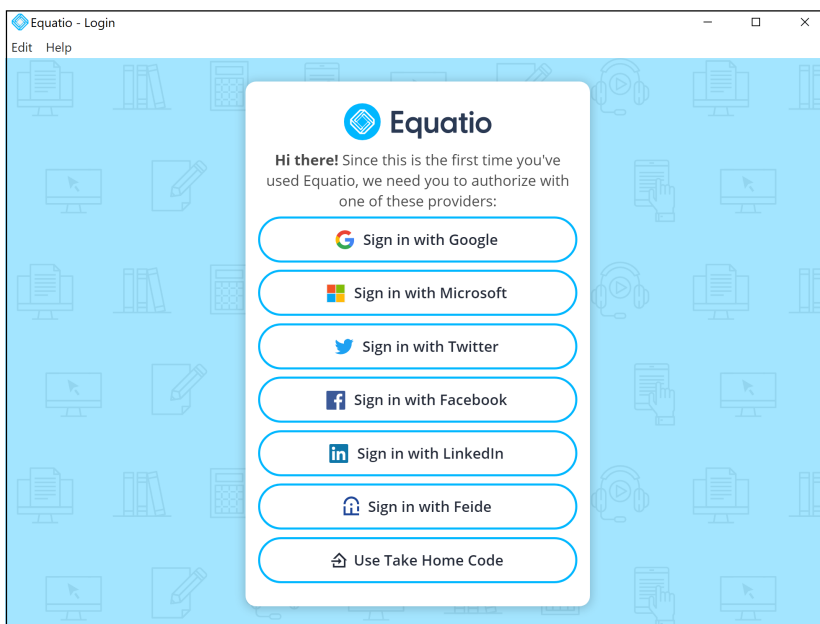 Equatio - Login
Edit Help
Equatio
Hi there! Since this is the first time you've
used Equatio, we need you to authorize with
one of these providers:
Sign in with Google
Sign in with Microsoft
Sign in with Twitter
Sign in with Facebook
Sign in with LinkedIn
Sign in with Feide
Use Take Home Code